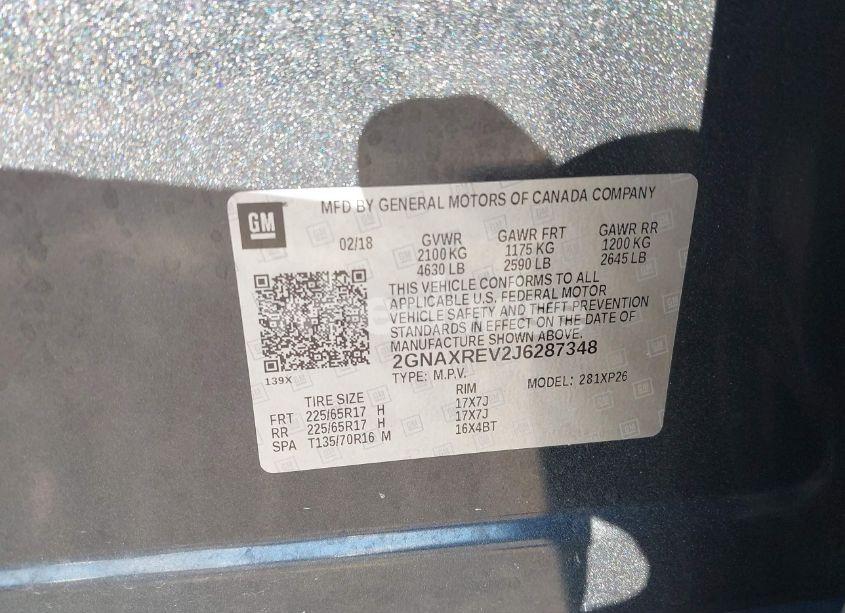 MFD BY GENERAL MOTORS OF CANADA COMPANY
GM
02/18 GVWR GAWR FRT GAWR RR
2100 KG 1175 KG 1200 KG
4630 LB 2590 LB 2645 LB
THIS VEHICLE CONFORMS TO ALL
APPLICABLE U.S. FEDERAL MOTOR
VEHICLE SAFETY AND THEFT PREVENTION
STANDARDS IN EFFECT ON THE DATE OF
MANUFACTURE SHOWN ABOVE.
2GNAXREV2J6287348
139X TYPE: M.P.V. MODEL: 281XP26
TIRE SIZE RIM
FRT 225/65R17 H 17X7J
RR 225/65R17 H 17X7J
SPA T135/70R16 M 16X4BT